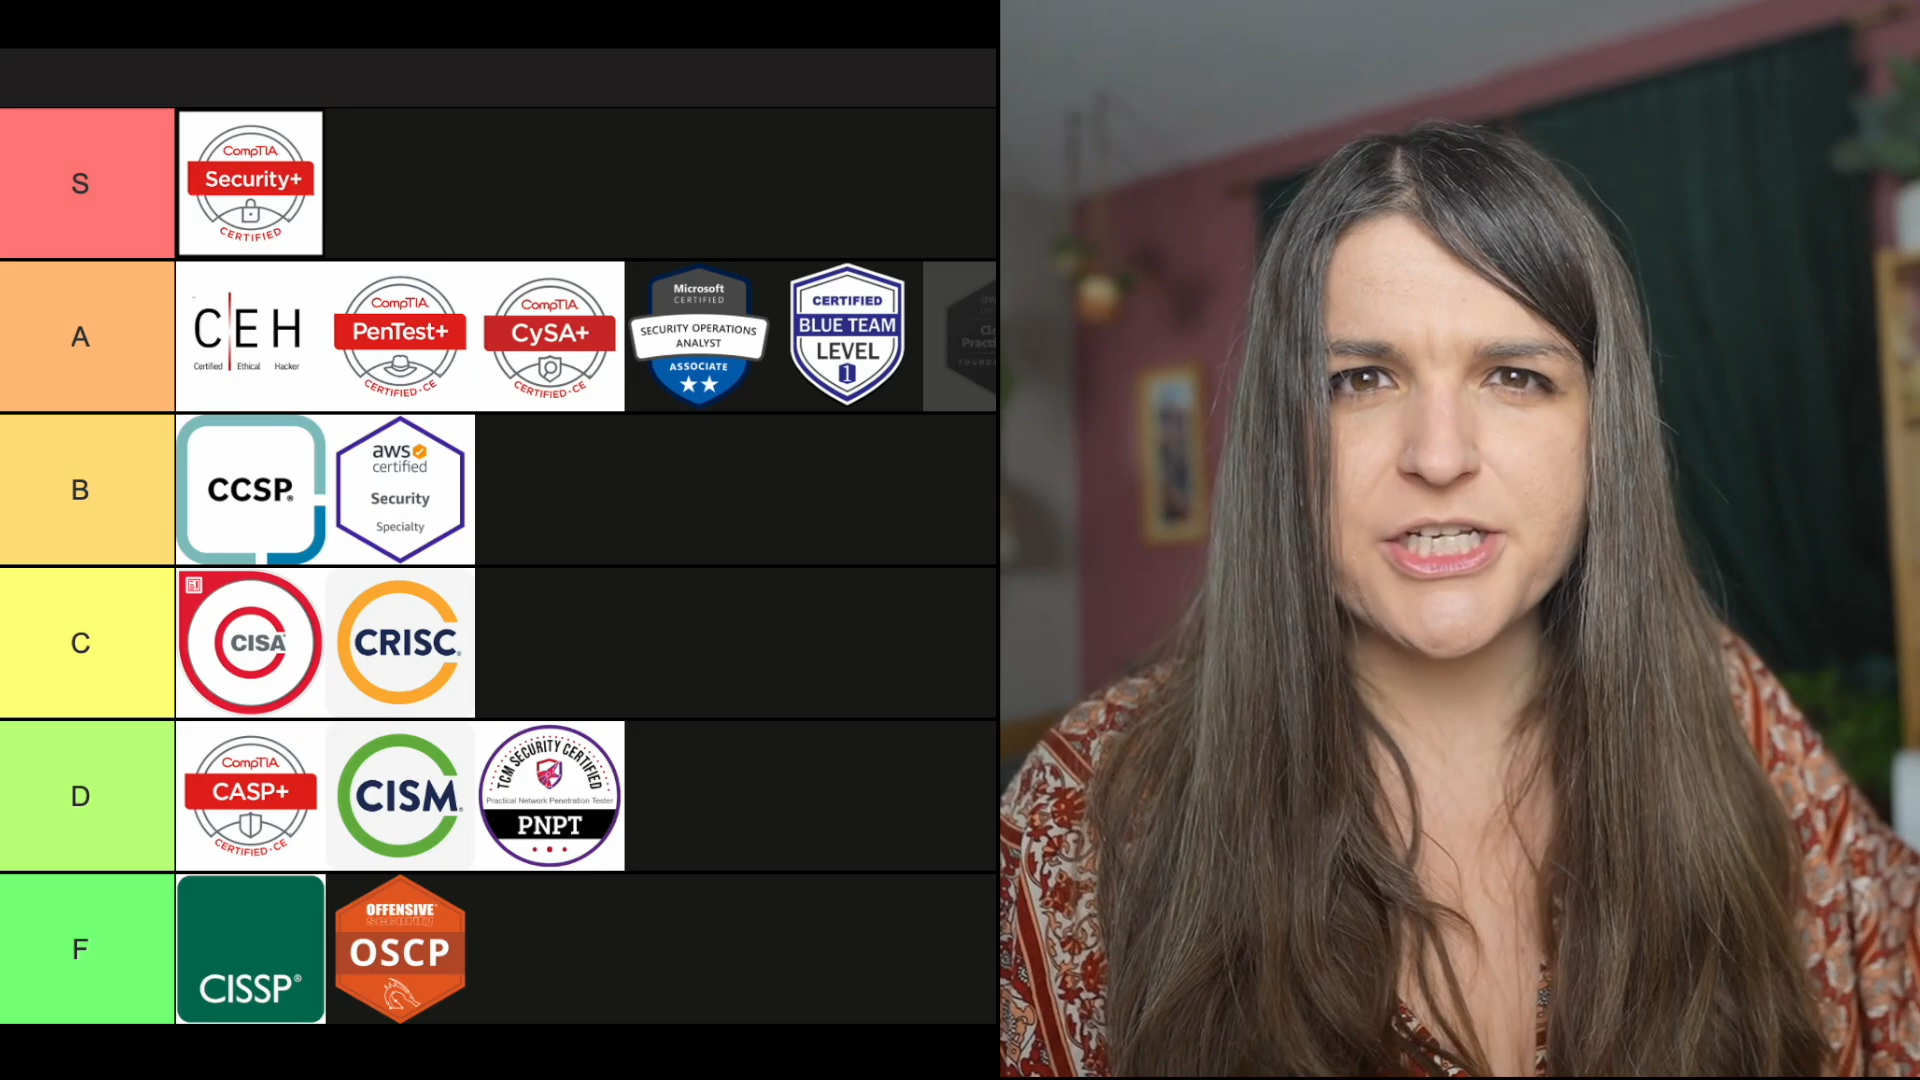 S
CompTIA.
Security+
CERTIFIED
A
CEH
Certified Ethical Hacker
CompTIA.
PenTest+
CERTIFIED·CE
CompTIA.
CySA+
CERTIFIED·CE
Microsoft
CERTIFIED
SECURITY OPERATIONS
ANALYST
ASSOCIATE
CERTIFIED
BLUE TEAM
LEVEL
1
B
CCSP®
aws
certified
Security
Specialty
C
CISA®
CRISC®
D
CompTIA.
CASP+
CERTIFIED·CE
CISM®
TCM SECURITY CERTIFIED
Practical Network Penetration Tester
PNPT
F
CISSP®
OFFENSIVE®
security
OSCP